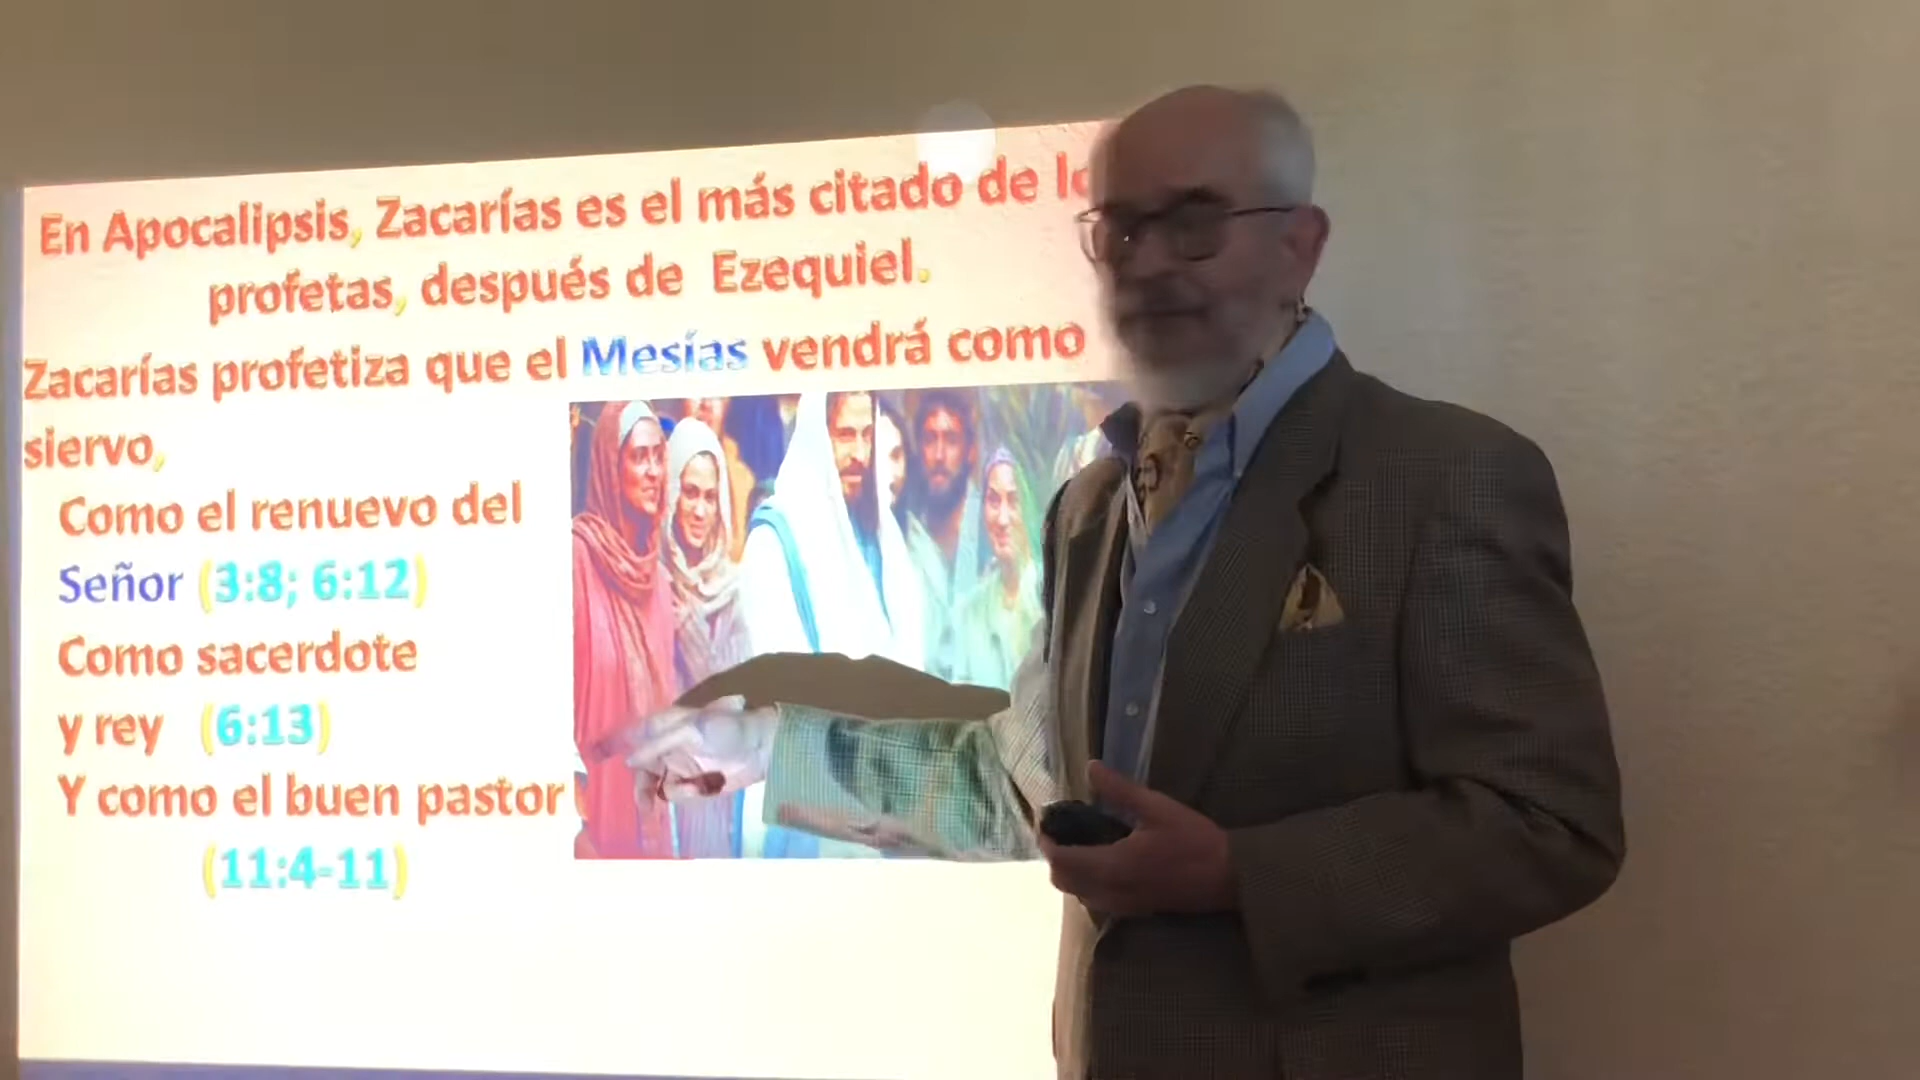 En Apocalipsis, Zacarías es el más citado de
profetas, después de Ezequiel.
Zacarías profetiza que el Mesías vendrá como
siervo,
Como el renuevo del
Señor (3:8; 6:12)
Como sacerdote
y rey (6:13)
Y como el buen pastor
(11:4-11)